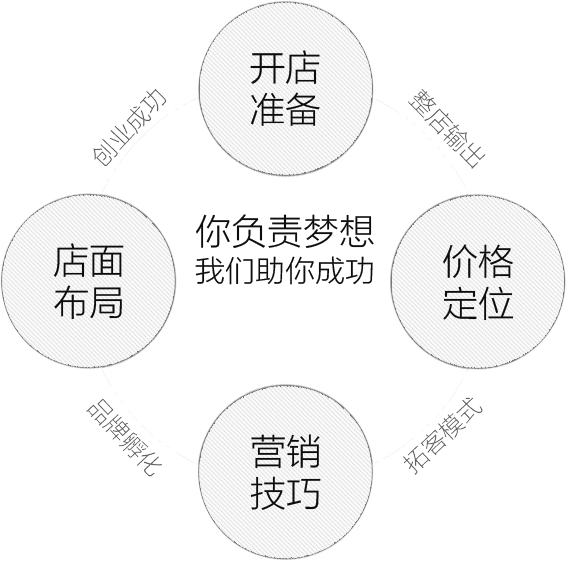 开店
准备
创业成功
整店输出
你负责梦想
我们助你成功
店面
布局
价格
定位
品牌孵化
拓客模式
营销
技巧